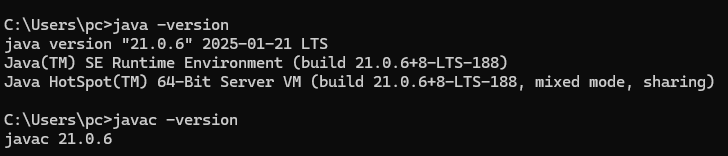 C:\Users\pc>java -version
java version "21.0.6" 2025-01-21 LTS
Java(TM) SE Runtime Environment (build 21.0.6+8-LTS-188)
Java HotSpot(TM) 64-Bit Server VM (build 21.0.6+8-LTS-188, mixed mode, sharing)
C:\Users\pc>javac -version
javac 21.0.6